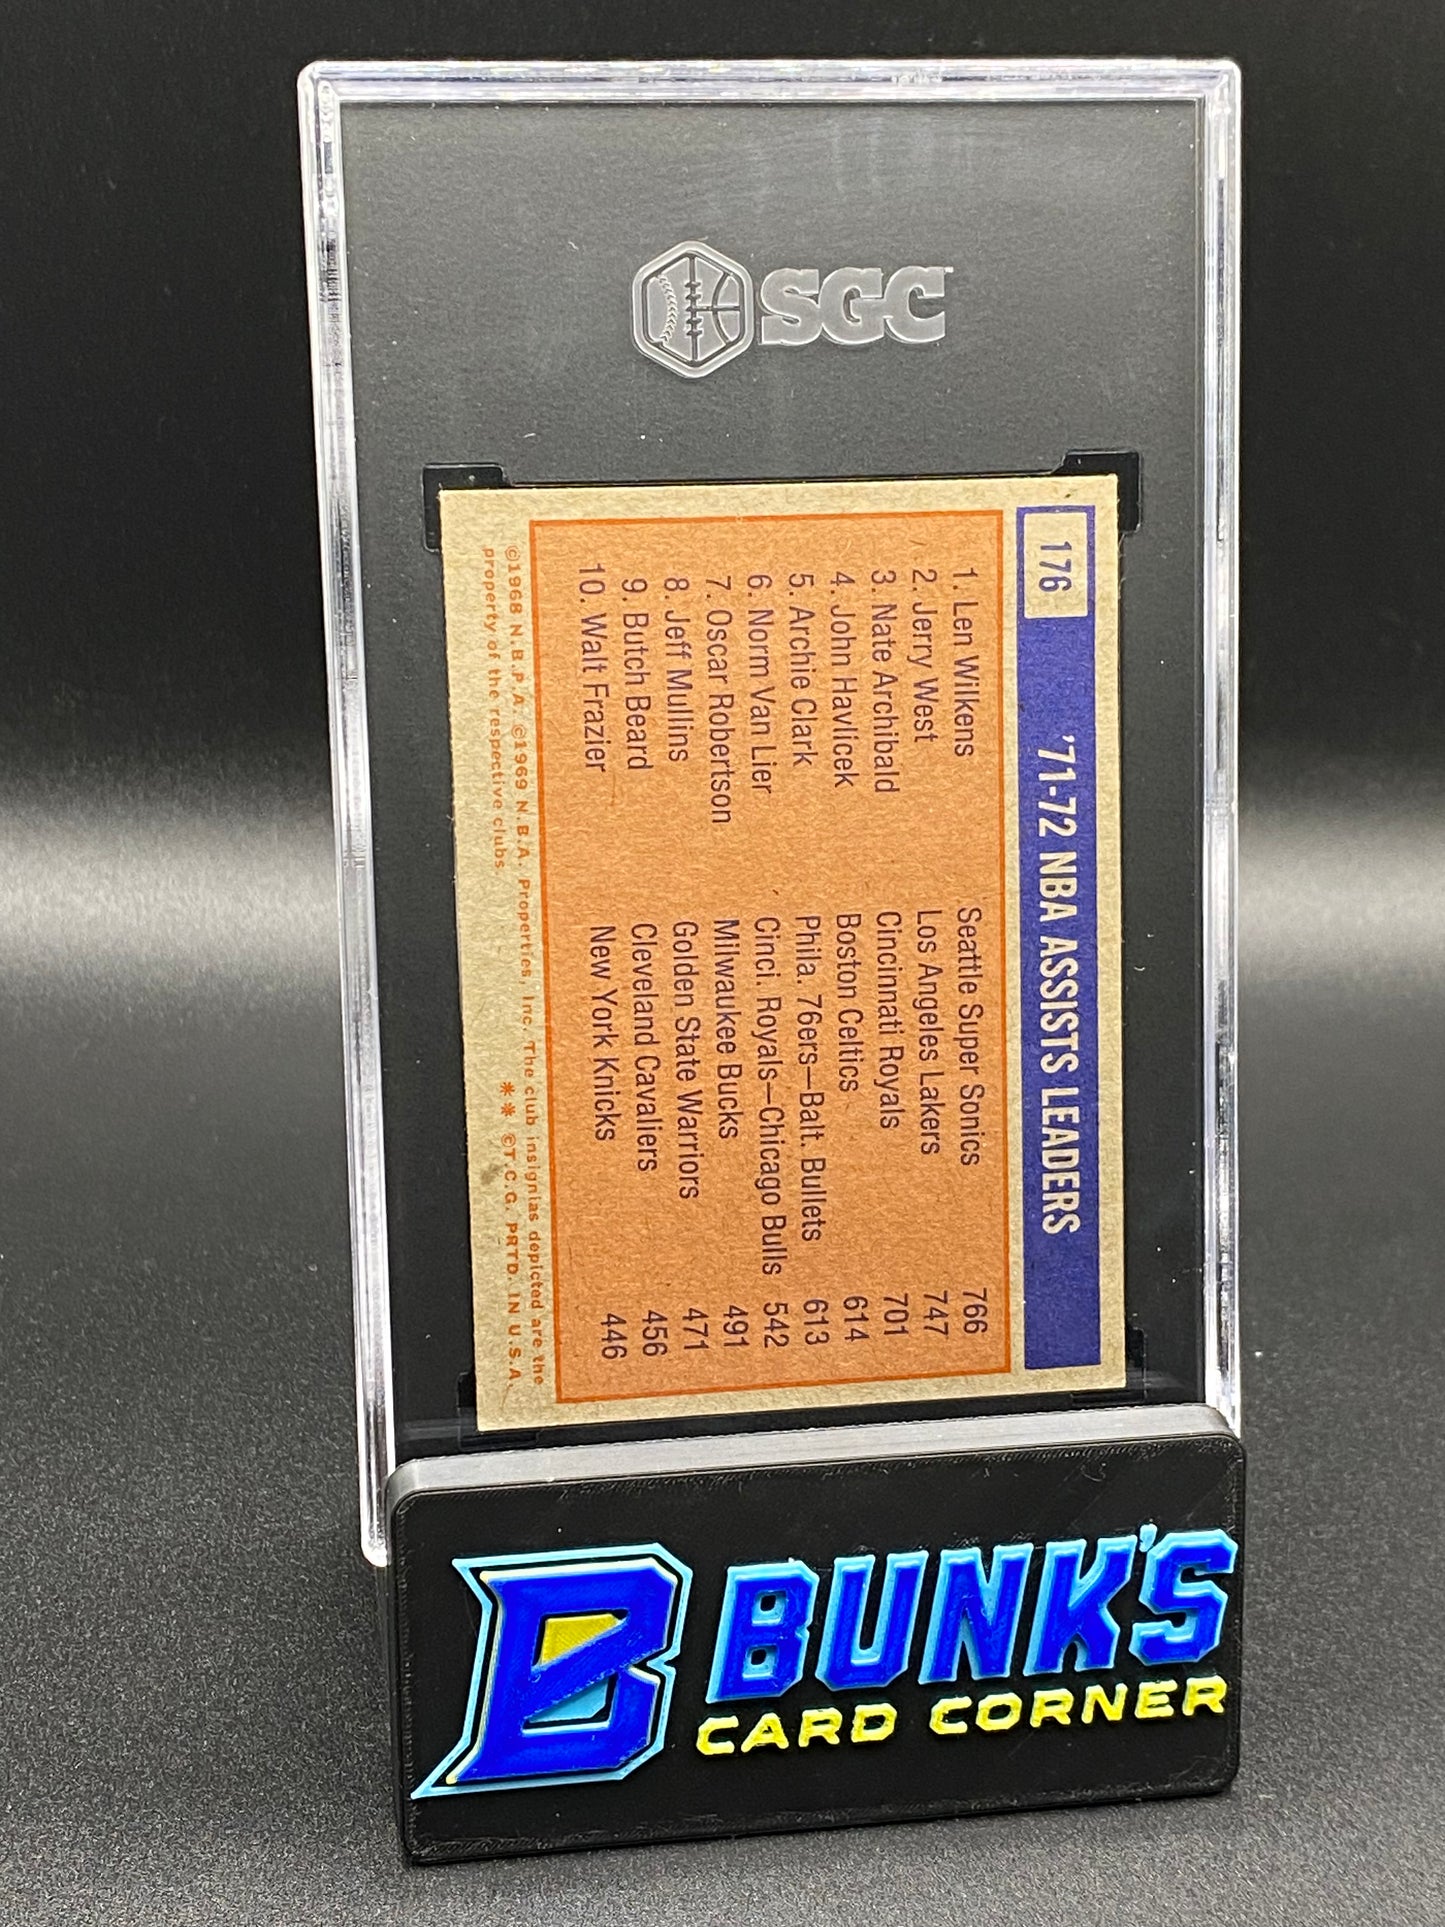 SGC
176
'71-72 NBA ASSISTS LEADERS
1. Len Wilkens Seattle Super Sonics 766
2. Jerry West Los Angeles Lakers 747
3. Nate Archibald Cincinnati Royals 701
4. John Havlicek Boston Celtics 614
5. Archie Clark Phila. 76ers—Balt. Bullets 613
6. Norm Van Lier Cinci. Royals—Chicago Bulls 542
7. Oscar Robertson Milwaukee Bucks 491
8. Jeff Mullins Golden State Warriors 471
9. Butch Beard Cleveland Cavaliers 456
10. Walt Frazier New York Knicks 446
©1968 N.B.P.A. ©1969 N.B.A. Properties, Inc. The club insignias depicted are the
property of the respective clubs. ** ©T.C.G. PRTD. IN U.S.A.
B BUNK'S
CARD CORNER